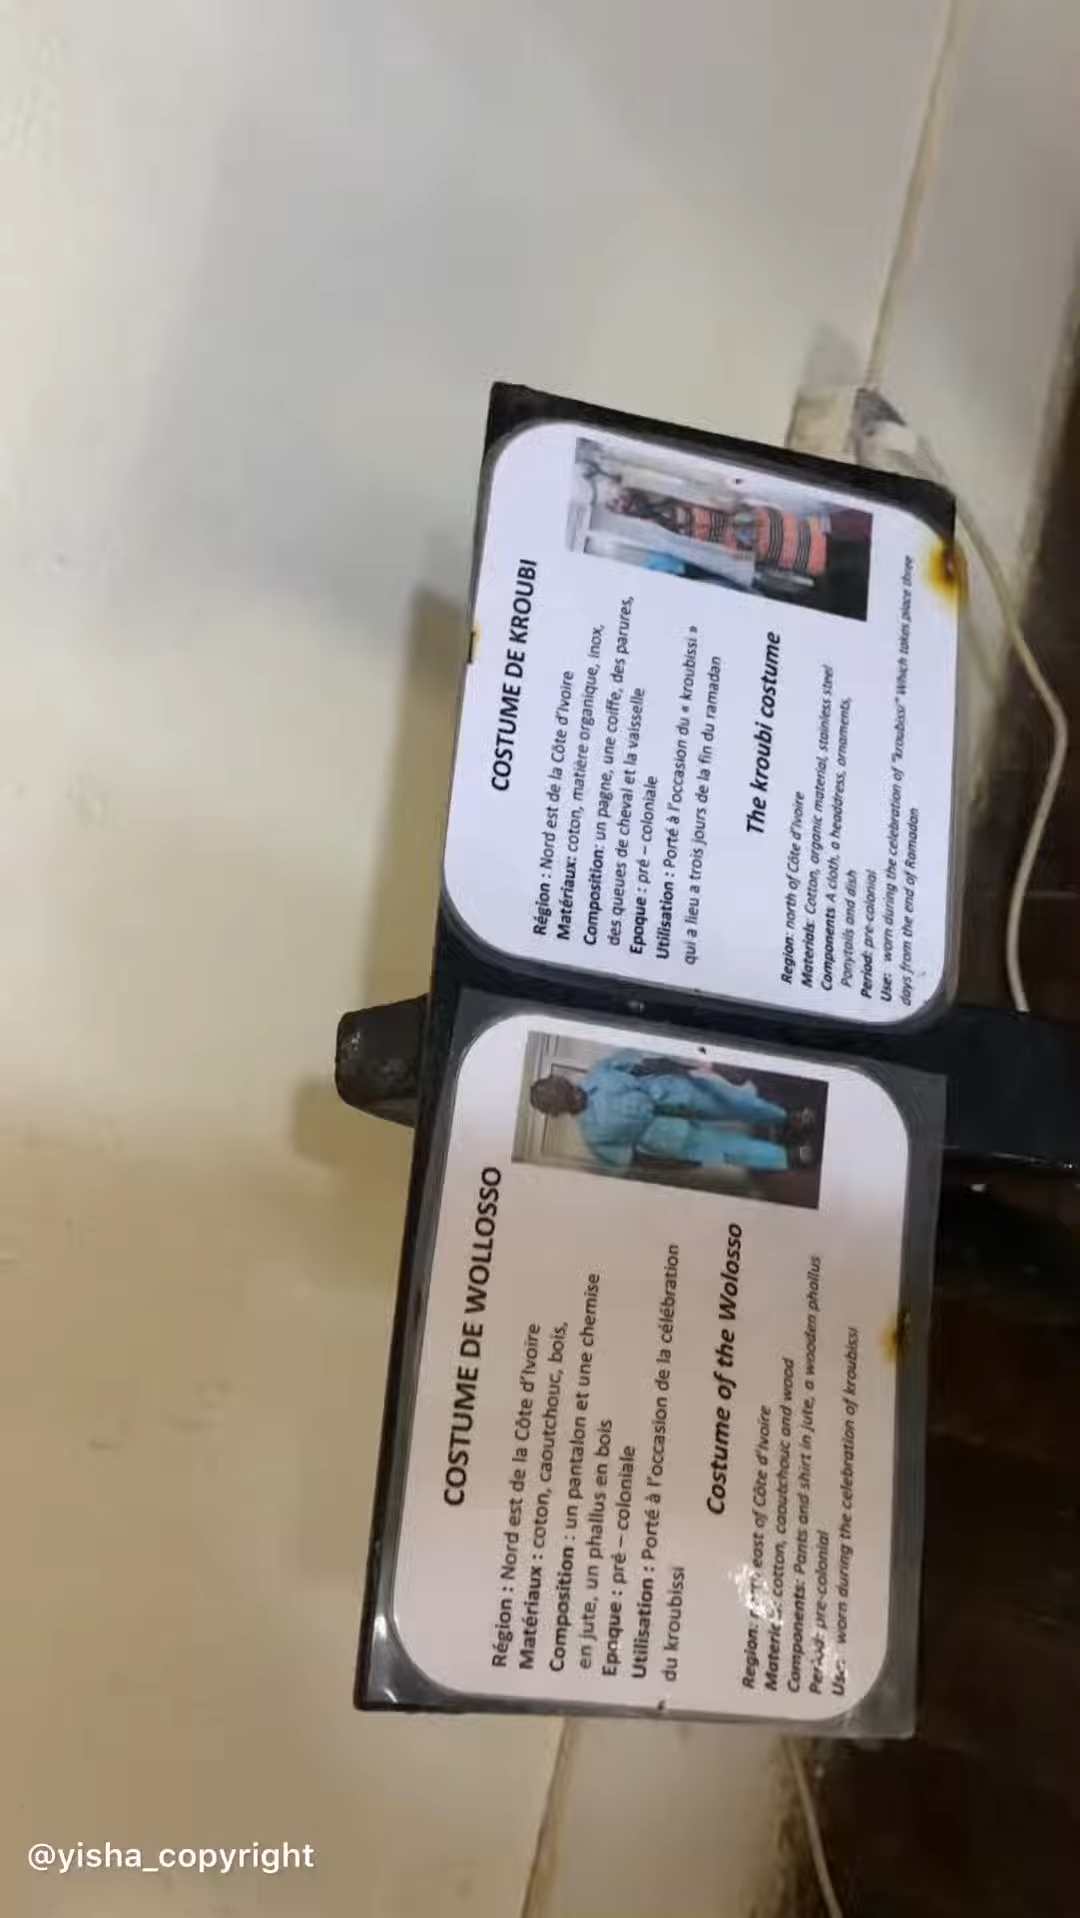 COSTUME DE WOLLOSSO
Région : Nord est de la Côte d'Ivoire
Matériaux : coton, caoutchouc, bois,
Composition : un pantalon et une chemise
en jute, un phallus en bois
Epoque : pré – coloniale
Utilisation : Porté à l'occasion de la célébration
du kroubissi
Costume of the Wolosso
Region: east of Côte d'Ivoire
cotton, caoutchouc and wood
Components: Pants and shirt in jute, a wooden phallus
Period: pre-colonial
Use: worn during the celebration of kroubissi
COSTUME DE KROUBI
Région : Nord est de la Côte d'Ivoire
Matériaux: coton, matière organique, inox,
Composition: un pagne, une coiffe, des parures,
des queues de cheval et la vaisselle
Epoque : pré – coloniale
Utilisation : Porté à l'occasion du « kroubissi »
qui a lieu a trois jours de la fin du ramadan
The kroubi costume
Region: north of Côte d'Ivoire
Materials: Cotton, organic material, stainless steel
Components A cloth, a headdress, ornaments,
Ponytails and dish
Period: pre-colonial
Use: worn during the celebration of "kroubissi" Which takes place three
days from the end of Ramadan
@yisha_copyright